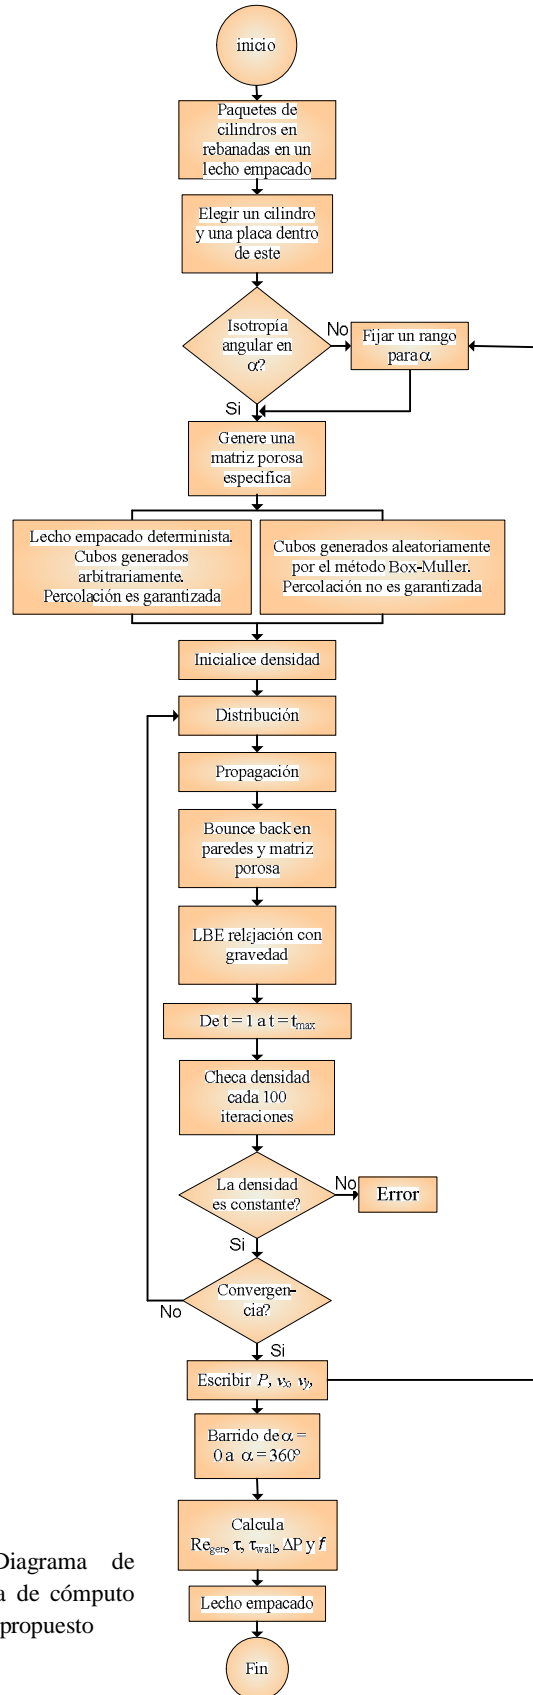 inicio
Paquetes de
cilindros en
rebanadas en un
lecho empacado
Elegir un cilindro
y una placa dentro
de este
Isotropía
angular en
α?
No
Fijar un rango
para α
Si
Genere una
matriz porosa
especifica
Lecho empacado determinista.
Cubos generados
arbitrariamente.
Percolación es garantizada
Cubos generados aleatoriamente
por el método Box-Muller.
Percolación no es garantizada
Inicialice densidad
Distribución
Propagación
Bounce back en
paredes y matriz
porosa
LBE relajación con
gravedad
De t = 1 a t = tmax
Checa densidad
cada 100
iteraciones
La densidad
es constante?
No
Error
Si
Convergen-
cia?
No
Si
Escribir P, vx, vy,
Barrido de α =
0 a α = 360°
Calcula
Regen, τ, τwall, ΔP y f
Lecho empacado
Fin
Diagrama de
a de cómputo
propuesto